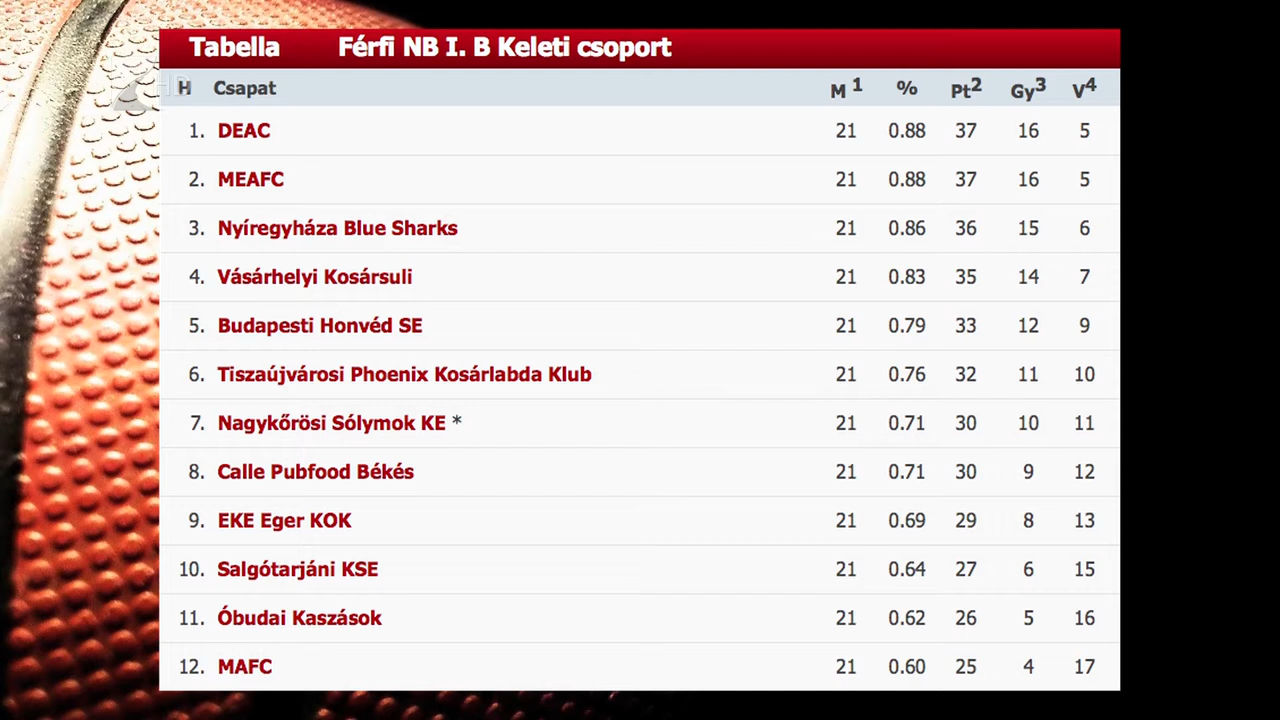 Tabella Férfi NB I. B Keleti csoport
H Csapat M 1 % Pt2 Gy3 V4
1. DEAC 21 0.88 37 16 5
2. MEAFC 21 0.88 37 16 5
3. Nyíregyháza Blue Sharks 21 0.86 36 15 6
4. Vásárhelyi Kosársuli 21 0.83 35 14 7
5. Budapesti Honvéd SE 21 0.79 33 12 9
6. Tiszaújvárosi Phoenix Kosárlabda Klub 21 0.76 32 11 10
7. Nagykőrösi Sólymok KE * 21 0.71 30 10 11
8. Calle Pubfood Békés 21 0.71 30 9 12
9. EKE Eger KOK 21 0.69 29 8 13
10. Salgótarjáni KSE 21 0.64 27 6 15
11. Óbudai Kaszások 21 0.62 26 5 16
12. MAFC 21 0.60 25 4 17